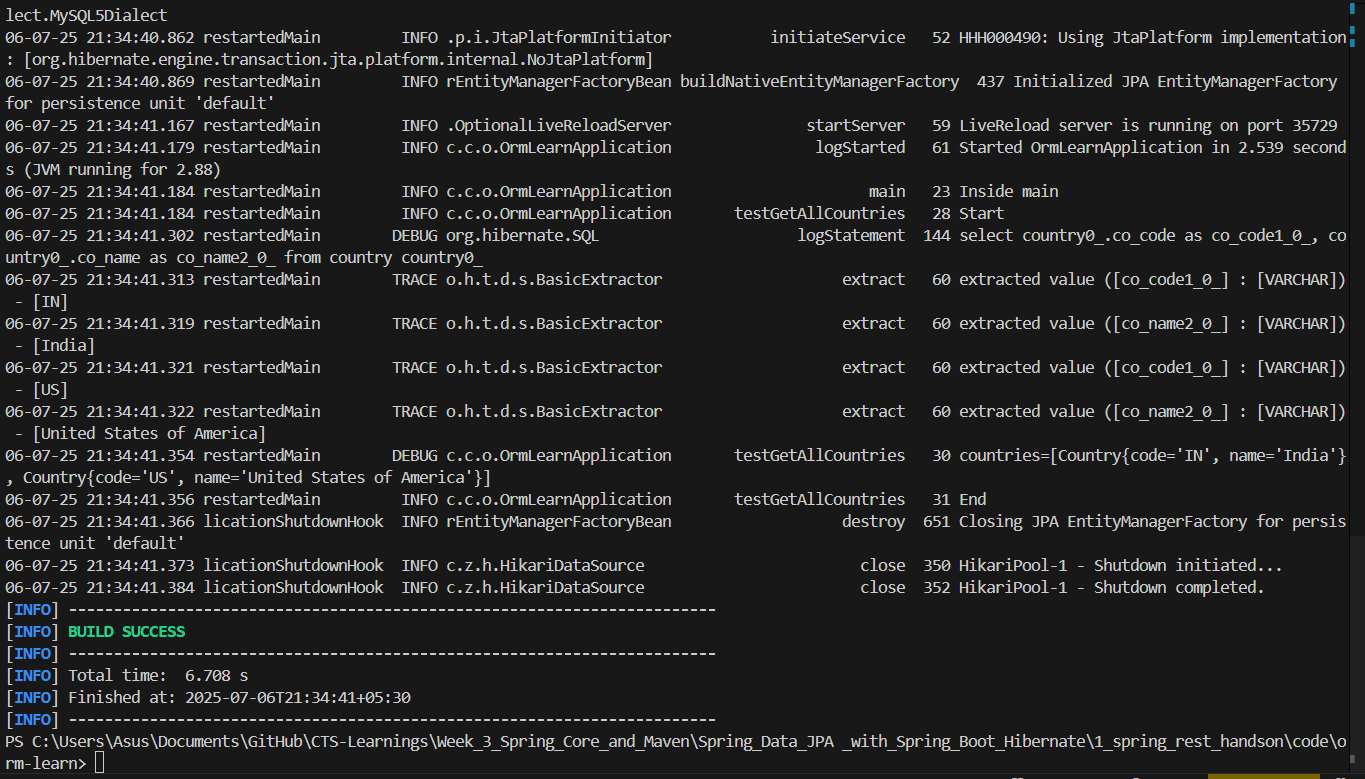 lect.MySQL5Dialect
06-07-25 21:34:40.862 restartedMain         INFO .p.i.JtaPlatformInitiator           initiateService   52 HHH000490: Using JtaPlatform implementation
: [org.hibernate.engine.transaction.jta.platform.internal.NoJtaPlatform]
06-07-25 21:34:40.869 restartedMain         INFO rEntityManagerFactoryBean buildNativeEntityManagerFactory  437 Initialized JPA EntityManagerFactory
for persistence unit 'default'
06-07-25 21:34:41.167 restartedMain         INFO .OptionalLiveReloadServer               startServer   59 LiveReload server is running on port 35729
06-07-25 21:34:41.179 restartedMain         INFO c.c.o.OrmLearnApplication                logStarted   61 Started OrmLearnApplication in 2.539 second
s (JVM running for 2.88)
06-07-25 21:34:41.184 restartedMain         INFO c.c.o.OrmLearnApplication                      main   23 Inside main
06-07-25 21:34:41.184 restartedMain         INFO c.c.o.OrmLearnApplication       testGetAllCountries   28 Start
06-07-25 21:34:41.302 restartedMain        DEBUG org.hibernate.SQL                      logStatement  144 select country0_.co_code as co_code1_0_, co
untry0_.co_name as co_name2_0_ from country country0_
06-07-25 21:34:41.313 restartedMain        TRACE o.h.t.d.s.BasicExtractor                    extract   60 extracted value ([co_code1_0_] : [VARCHAR])
 - [IN]
06-07-25 21:34:41.319 restartedMain        TRACE o.h.t.d.s.BasicExtractor                    extract   60 extracted value ([co_name2_0_] : [VARCHAR])
 - [India]
06-07-25 21:34:41.321 restartedMain        TRACE o.h.t.d.s.BasicExtractor                    extract   60 extracted value ([co_code1_0_] : [VARCHAR])
 - [US]
06-07-25 21:34:41.322 restartedMain        TRACE o.h.t.d.s.BasicExtractor                    extract   60 extracted value ([co_name2_0_] : [VARCHAR])
 - [United States of America]
06-07-25 21:34:41.354 restartedMain        DEBUG c.c.o.OrmLearnApplication       testGetAllCountries   30 countries=[Country{code='IN', name='India'}
, Country{code='US', name='United States of America'}]
06-07-25 21:34:41.356 restartedMain         INFO c.c.o.OrmLearnApplication       testGetAllCountries   31 End
06-07-25 21:34:41.366 licationShutdownHook  INFO rEntityManagerFactoryBean                   destroy  651 Closing JPA EntityManagerFactory for persis
tence unit 'default'
06-07-25 21:34:41.373 licationShutdownHook  INFO c.z.h.HikariDataSource                        close  350 HikariPool-1 - Shutdown initiated...
06-07-25 21:34:41.384 licationShutdownHook  INFO c.z.h.HikariDataSource                        close  352 HikariPool-1 - Shutdown completed.
[INFO] ------------------------------------------------------------------------
[INFO] BUILD SUCCESS
[INFO] ------------------------------------------------------------------------
[INFO] Total time:  6.708 s
[INFO] Finished at: 2025-07-06T21:34:41+05:30
[INFO] ------------------------------------------------------------------------
PS C:\Users\Asus\Documents\GitHub\CTS-Learnings\Week_3_Spring_Core_and_Maven\Spring_Data_JPA _with_Spring_Boot_Hibernate\1_spring_rest_handson\code\o
rm-learn>